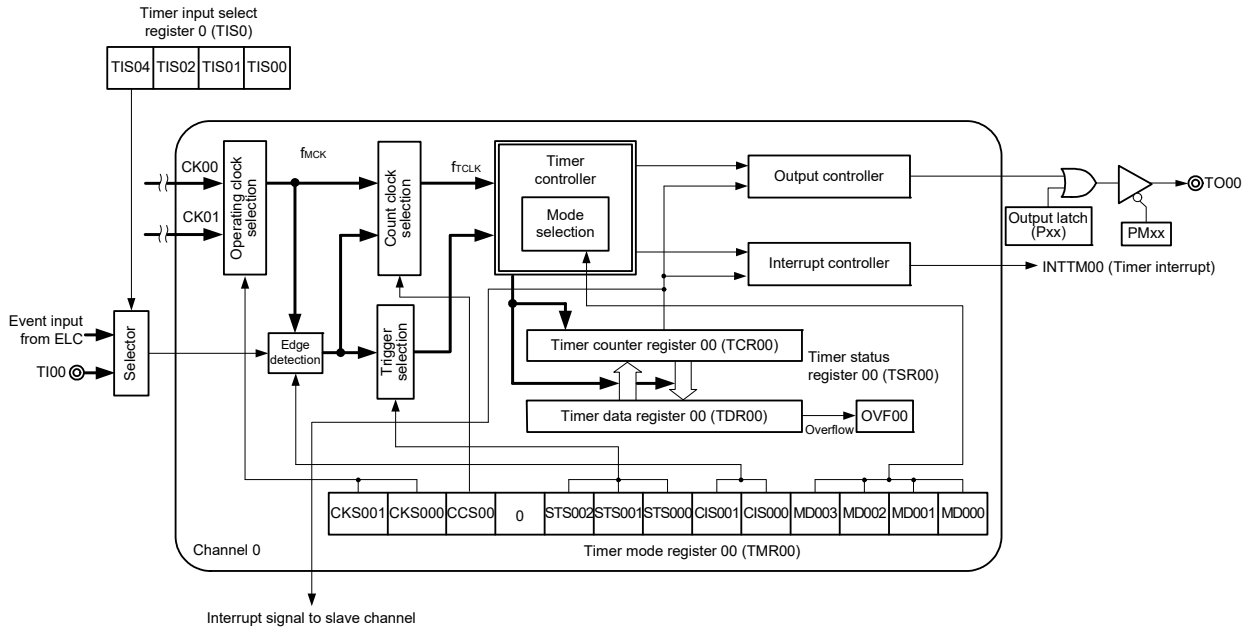 Timer input select
register 0 (TIS0)
TIS04 TIS02 TIS01 TIS00
CK00
CK01
Operating clock
selection
fMCK
Count clock
selection
fTCLK
Timer
controller
Mode
selection
Output controller
Output latch
(Pxx)
PMxx
TO00
Interrupt controller
INTTM00 (Timer interrupt)
Event input
from ELC
TI00
Selector
Edge
detection
Trigger
selection
Timer counter register 00 (TCR00)
Timer status
register 00 (TSR00)
Timer data register 00 (TDR00)
Overflow
OVF00
CKS001 CKS000 CCS00 0 STS002 STS001 STS000 CIS001 CIS000 MD003 MD002 MD001 MD000
Channel 0
Timer mode register 00 (TMR00)
Interrupt signal to slave channel